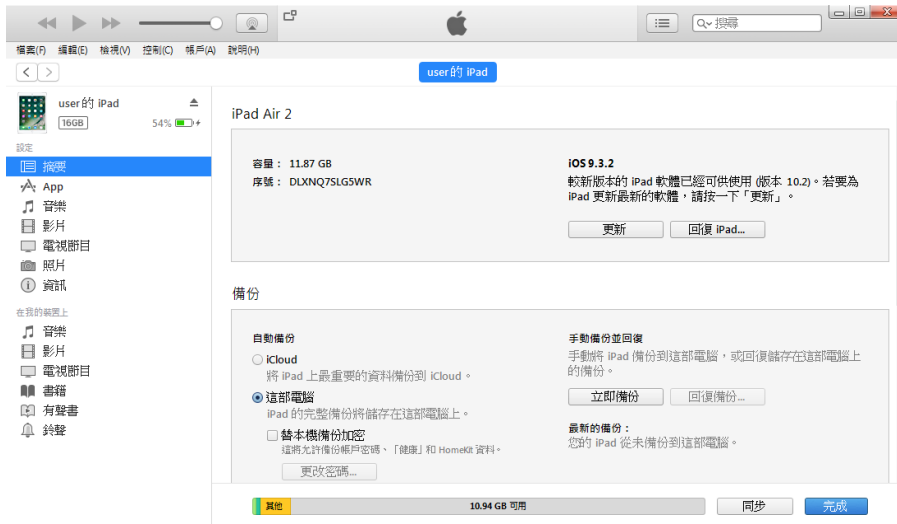 搜尋
檔案(F) 編輯(E) 檢視(V) 控制(C) 帳戶(A) 說明(H)
user的 iPad
user的 iPad
16GB 54%
設定
摘要
App
音樂
影片
電視節目
照片
資訊
在我的裝置上
音樂
影片
電視節目
書籍
有聲書
鈴聲
iPad Air 2
容量： 11.87 GB
序號： DLXNQ7SLG5WR
iOS 9.3.2
較新版本的 iPad 軟體已經可供使用 (版本 10.2)。若要為
iPad 更新最新的軟體，請按一下「更新」。
更新 回復 iPad...
備份
自動備份
iCloud
將 iPad 上最重要的資料備份到 iCloud。
這部電腦
iPad 的完整備份將儲存在這部電腦上。
替本機備份加密
這將允許備份帳戶密碼、「健康」和 HomeKit 資料。
更改密碼...
手動備份並回復
手動將 iPad 備份到這部電腦，或回復儲存在這部電腦上
的備份。
立即備份 回復備份...
最新的備份：
您的 iPad 從未備份到這部電腦。
其他 10.94 GB 可用 同步 完成